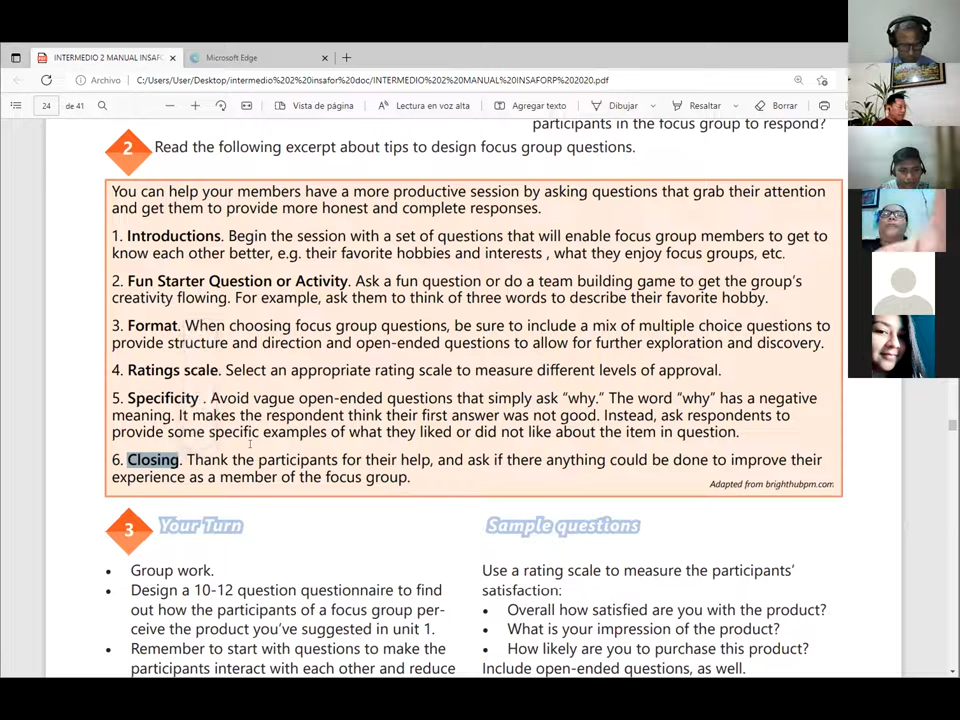 INTERMEDIO 2 MANUAL INSAFO
Microsoft Edge
Archivo
C:/Users/User/Desktop/intermedio%202%20insafor%20doc/INTERMEDIO%202%20MANUAL%20INSAFORP%202020.pdf
24 de 41
Vista de página
Lectura en voz alta
Agregar texto
Dibujar
Resaltar
Borrar
participants in the focus group to respond?
2 Read the following excerpt about tips to design focus group questions.
You can help your members have a more productive session by asking questions that grab their attention
and get them to provide more honest and complete responses.
1. Introductions. Begin the session with a set of questions that will enable focus group members to get to
know each other better, e.g. their favorite hobbies and interests , what they enjoy focus groups, etc.
2. Fun Starter Question or Activity. Ask a fun question or do a team building game to get the group's
creativity flowing. For example, ask them to think of three words to describe their favorite hobby.
3. Format. When choosing focus group questions, be sure to include a mix of multiple choice questions to
provide structure and direction and open-ended questions to allow for further exploration and discovery.
4. Ratings scale. Select an appropriate rating scale to measure different levels of approval.
5. Specificity . Avoid vague open-ended questions that simply ask “why.” The word “why” has a negative
meaning. It makes the respondent think their first answer was not good. Instead, ask respondents to
provide some specific examples of what they liked or did not like about the item in question.
6. Closing. Thank the participants for their help, and ask if there anything could be done to improve their
experience as a member of the focus group.
Adapted from brighthubpm.com
3 Your Turn
• Group work.
• Design a 10-12 question questionnaire to find
out how the participants of a focus group per-
ceive the product you've suggested in unit 1.
• Remember to start with questions to make the
participants interact with each other and reduce
Sample questions
Use a rating scale to measure the participants'
satisfaction:
• Overall how satisfied are you with the product?
• What is your impression of the product?
• How likely are you to purchase this product?
Include open-ended questions, as well.